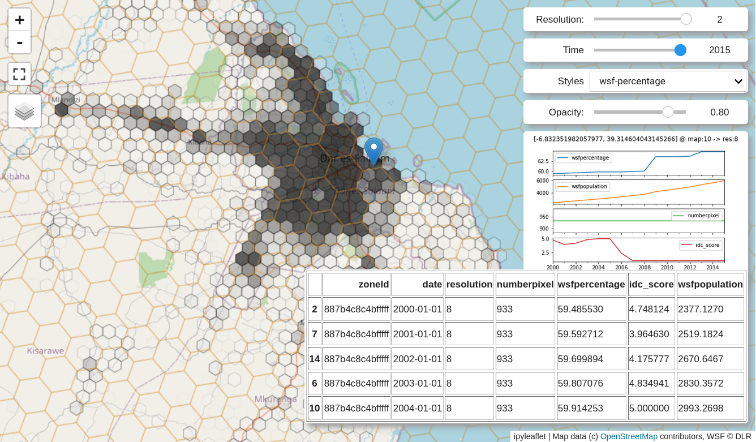 +
-
Resolution: 2
Time 2015
Styles wsf-percentage
Opacity: 0.80
[-6.832351982057977, 39.314604043145266] @ map:10 -> res:8
wsfpercentage
62.5
60.0
wsfpopulation
6000
4000
numberpixel
950
900
idc_score
5.0
2.5
2000 2002 2004 2006 2008 2010 2012 2014
Mlandizi
Kibaha
Kisarawe
Mkuranga
zoneId date resolution numberpixel wsfpercentage idc_score wsfpopulation
2 887b4c8c4bfffff 2000-01-01 8 933 59.485530 4.748124 2377.1270
7 887b4c8c4bfffff 2001-01-01 8 933 59.592712 3.964630 2519.1824
14 887b4c8c4bfffff 2002-01-01 8 933 59.699894 4.175777 2670.6467
6 887b4c8c4bfffff 2003-01-01 8 933 59.807076 4.834941 2830.3572
10 887b4c8c4bfffff 2004-01-01 8 933 59.914253 5.000000 2993.2698
ipyleaflet | Map data (c) OpenStreetMap contributors, WSF © DLR